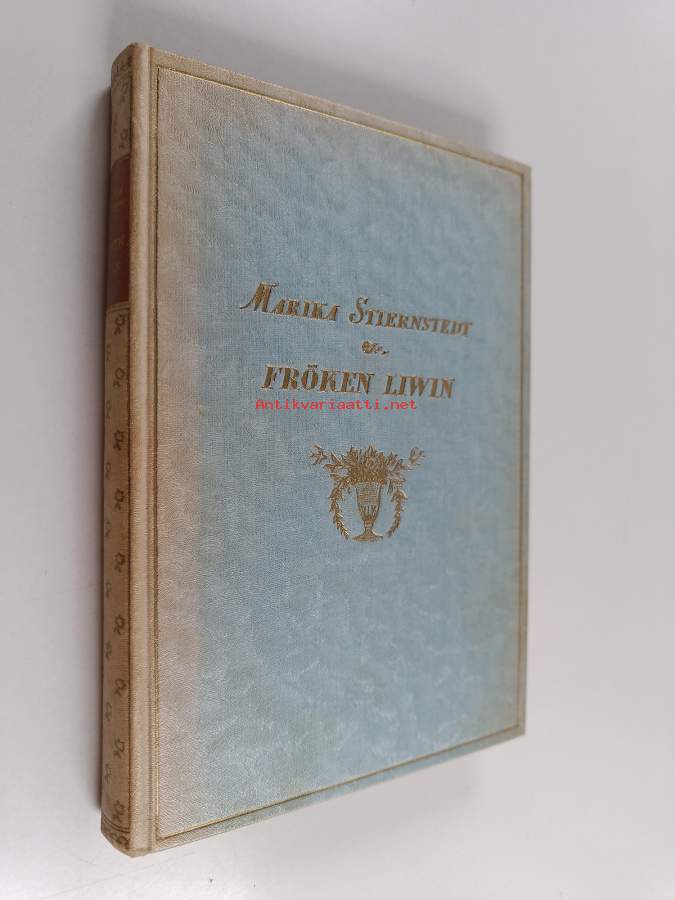 MARIKA STIERNSTEDT
FRÖKEN LIWIN
Antikvariaatti.net